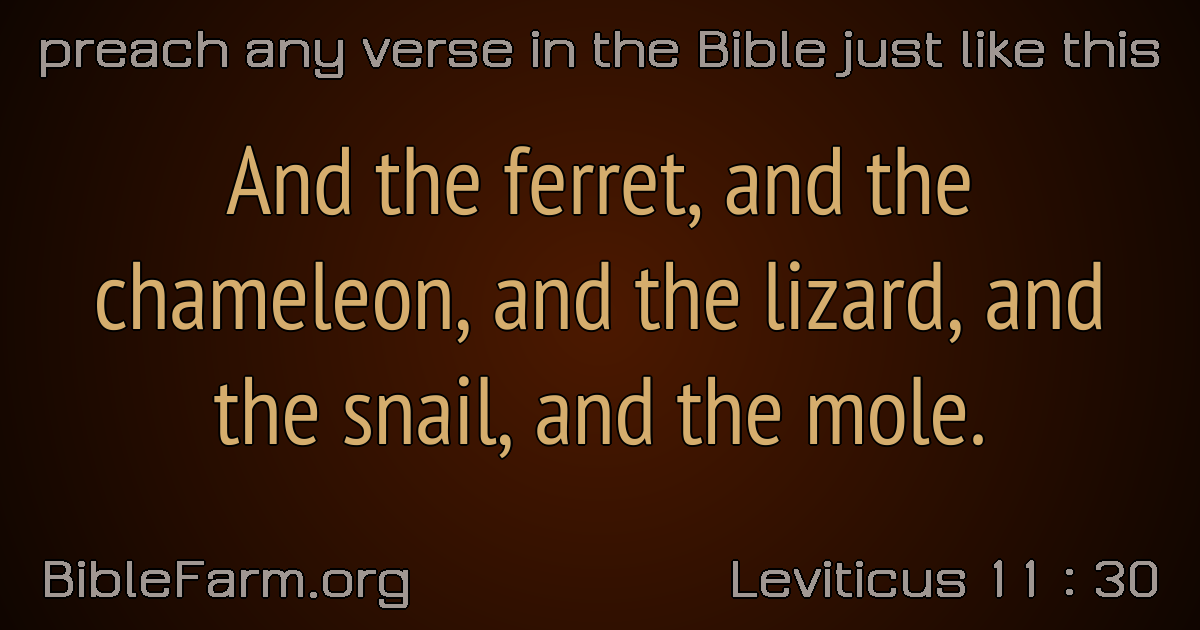 preach any verse in the Bible just like this
And the ferret, and the
chameleon, and the lizard, and
the snail, and the mole.
BibleFarm.org
Leviticus 11 : 30